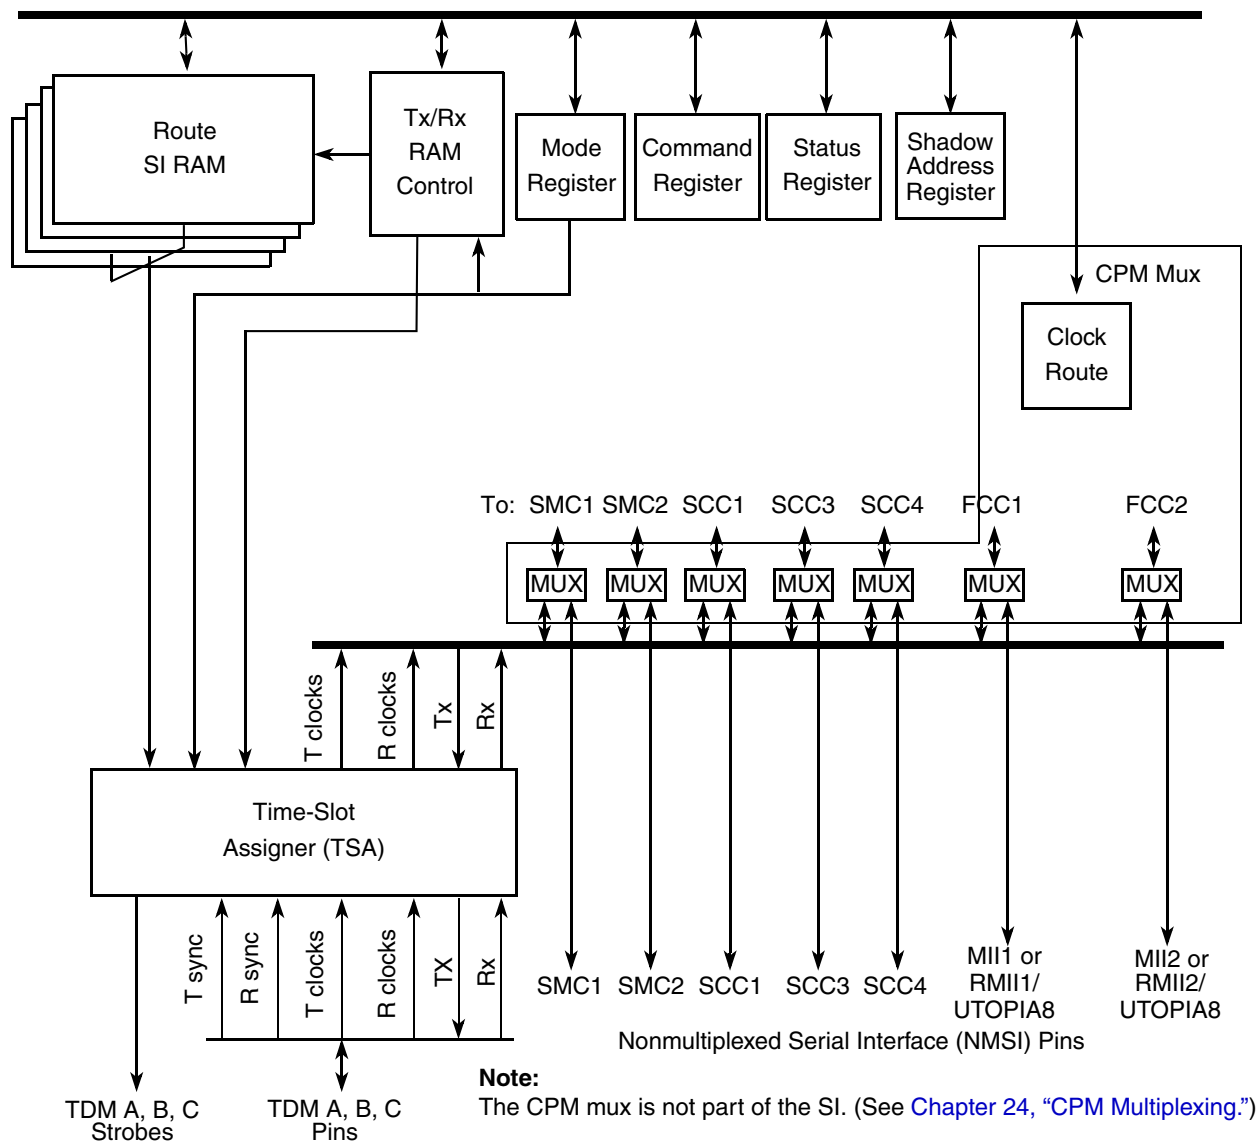 Route
SI RAM
Tx/Rx
RAM
Control
Mode
Register
Command
Register
Status
Register
Shadow
Address
Register
CPM Mux
Clock
Route
To: SMC1 SMC2 SCC1 SCC3 SCC4 FCC1 FCC2
MUX MUX MUX MUX MUX MUX MUX
T clocks
R clocks
Tx
Rx
Time-Slot
Assigner (TSA)
T sync
R sync
T clocks
R clocks
TX
Rx
SMC1 SMC2 SCC1 SCC3 SCC4
MII1 or
RMII1/
UTOPIA8
MII2 or
RMII2/
UTOPIA8
Nonmultiplexed Serial Interface (NMSI) Pins
TDM A, B, C
Strobes
TDM A, B, C
Pins
Note:
The CPM mux is not part of the SI. (See Chapter 24, “CPM Multiplexing.”)